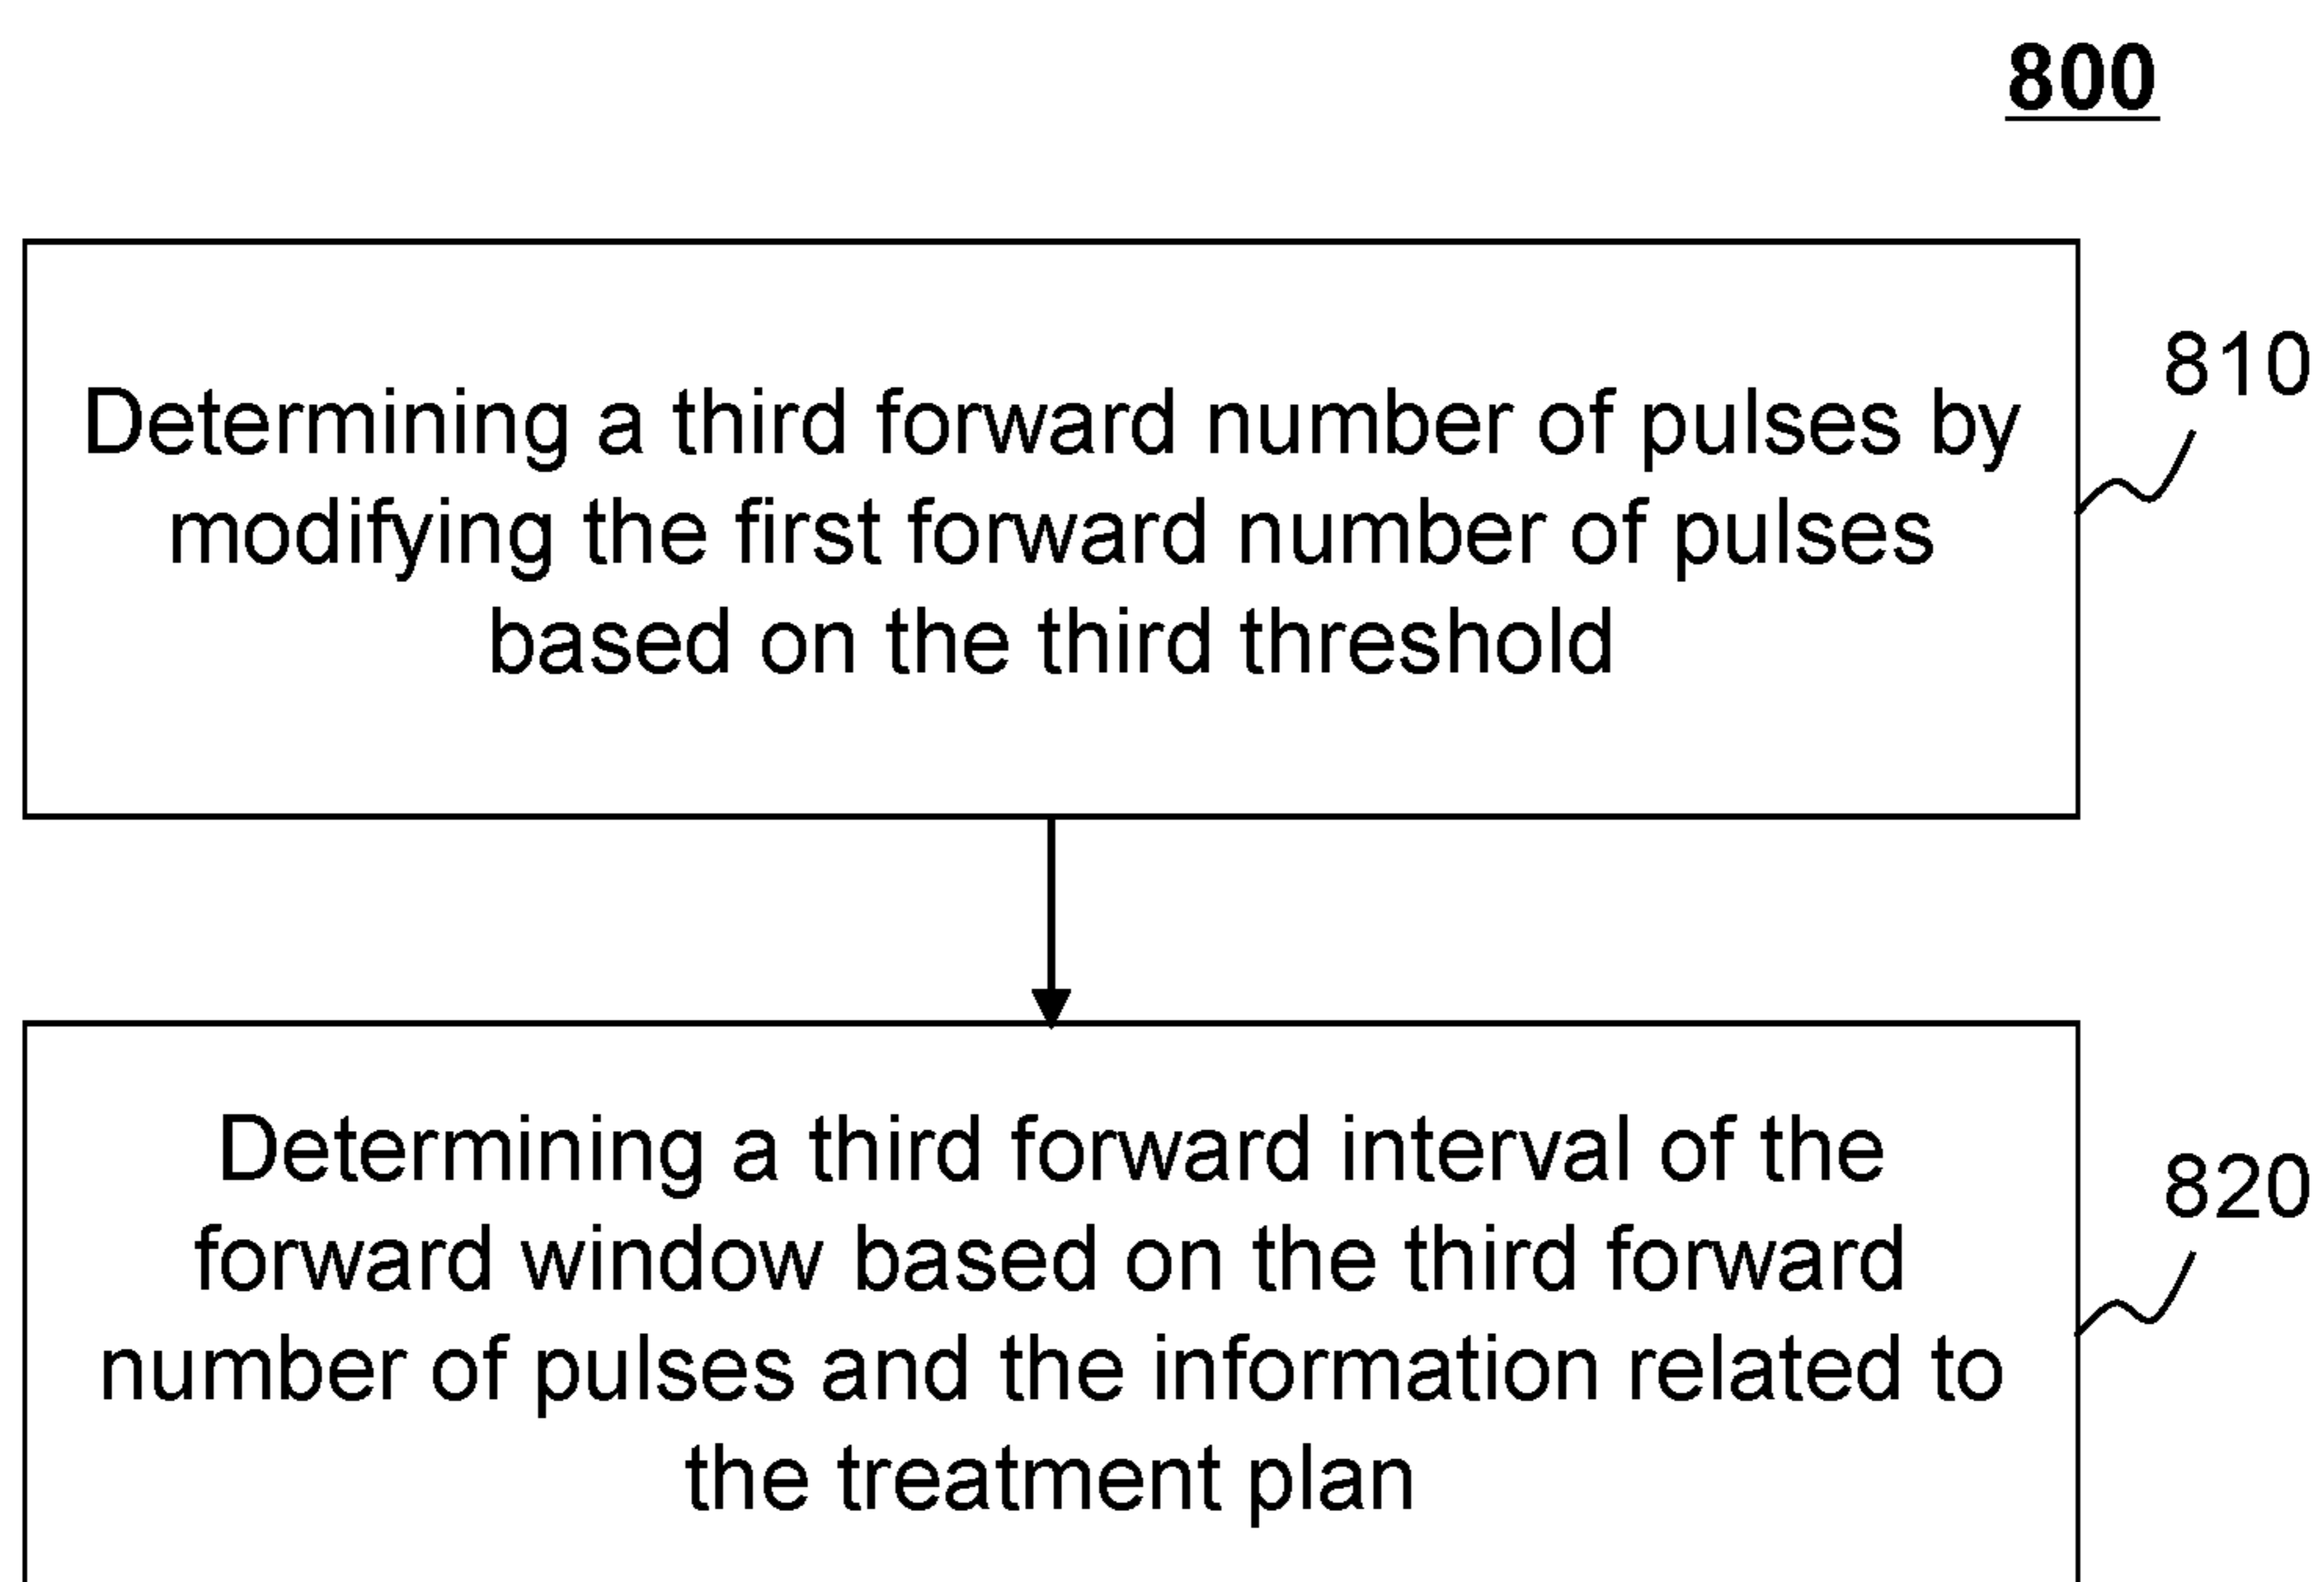 800
Determining a third forward number of pulses by
810
modifying the first forward number of pulses
based on the third threshold
Determining a third forward interval of the
820
forward window based on the third forward
number of pulses and the information related to
the treatment plan